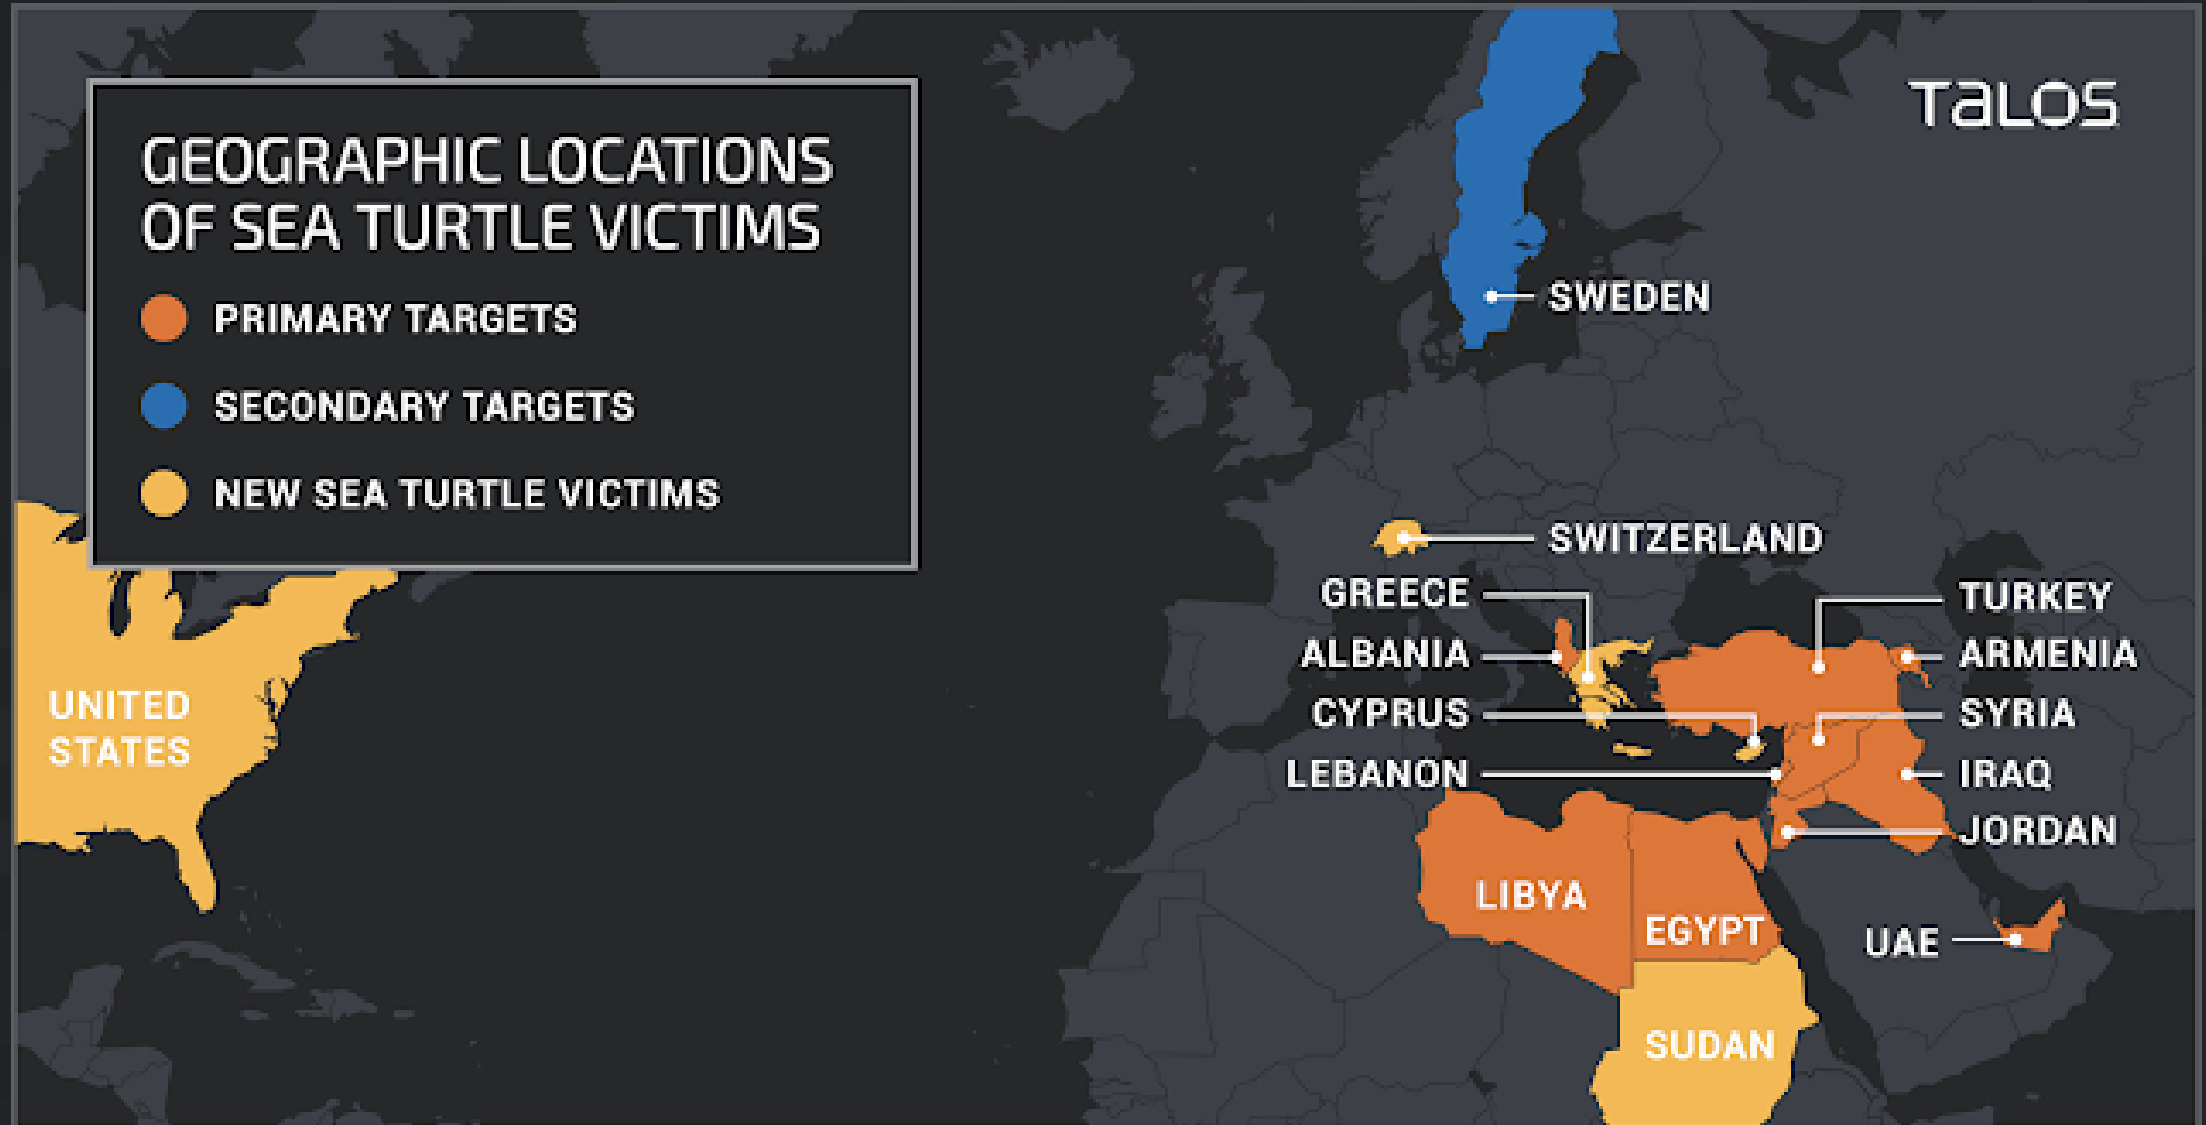 TALOS
GEOGRAPHIC LOCATIONS
OF SEA TURTLE VICTIMS
PRIMARY TARGETS
SECONDARY TARGETS
NEW SEA TURTLE VICTIMS
SWEDEN
SWITZERLAND
GREECE
TURKEY
ALBANIA
ARMENIA
CYPRUS
SYRIA
LEBANON
IRAQ
JORDAN
UNITED
STATES
LIBYA
EGYPT
UAE
SUDAN